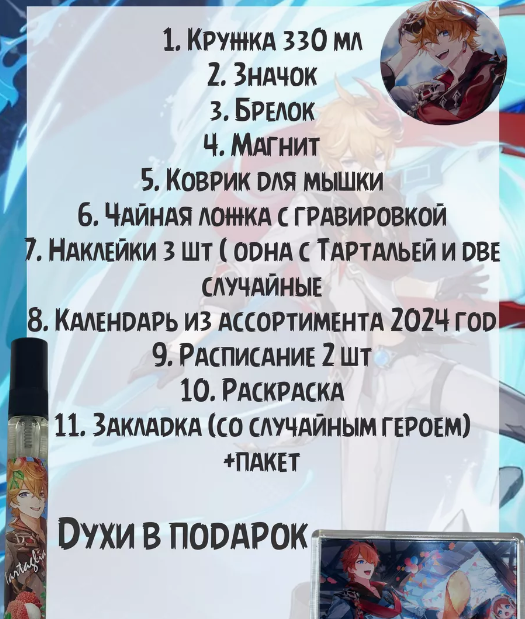 1. Кружка 330 мл
2. Значок
3. Брелок
4. Магнит
5. Коврик для мышки
6. Чайная ложка с гравировкой
7. Наклейки 3 шт ( одна с Тартальей и две
случайные
8. Календарь из ассортимента 2024 год
9. Расписание 2 шт
10. Раскраска
11. Закладка (со случайным героем)
+пакет
Духи в подарок
Tartaglia